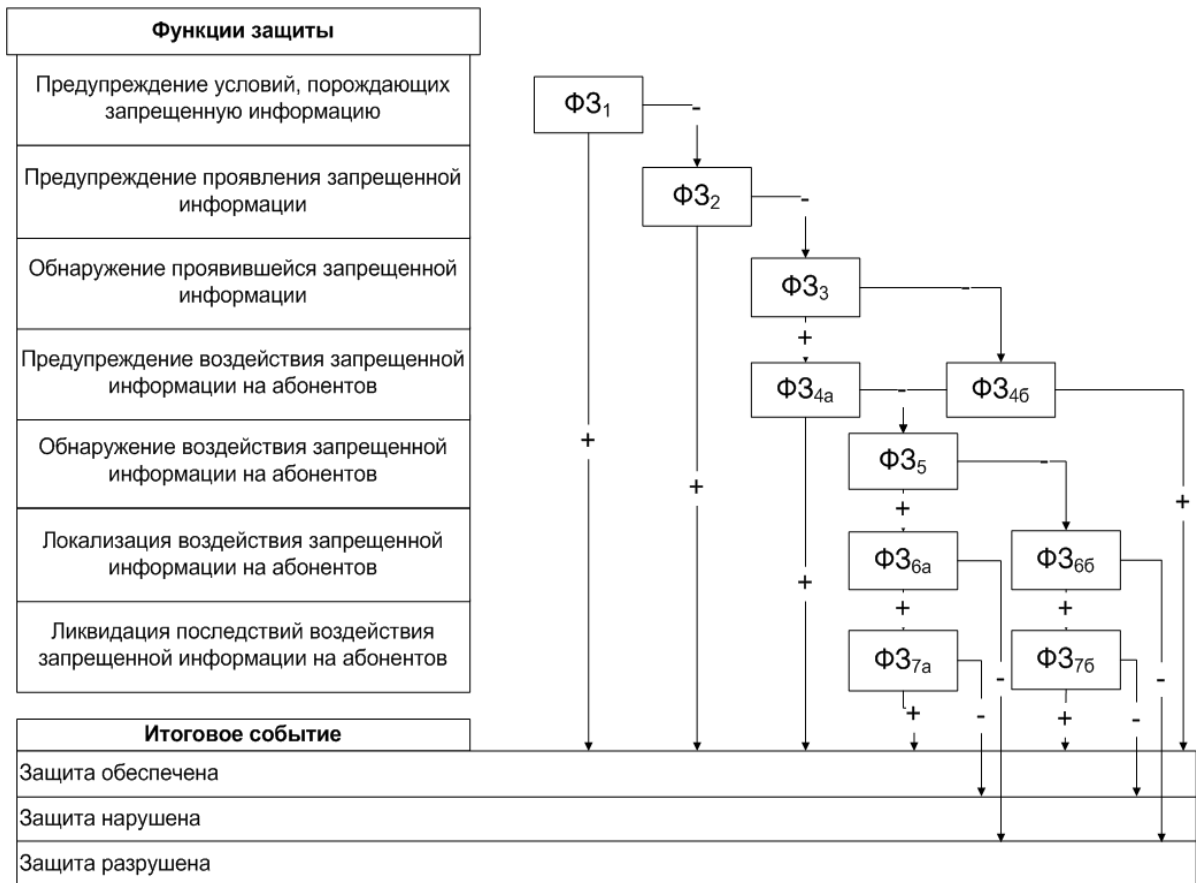 Функции защиты
Предупреждение условий, порождающих
запрещенную информацию
ФЗ1
-
Предупреждение проявления запрещенной
информации
ФЗ2
-
Обнаружение проявившейся запрещенной
информации
ФЗ3
-
+
Предупреждение воздействия запрещенной
информации на абонентов
ФЗ4а
-
ФЗ4б
Обнаружение воздействия запрещенной
информации на абонентов
+
ФЗ5
-
+
+
+
Локализация воздействия запрещенной
информации на абонентов
+
ФЗ6а
ФЗ6б
+
+
Ликвидация последствий воздействия
запрещенной информации на абонентов
ФЗ7а
-
ФЗ7б
-
+
-
+
-
Итоговое событие
Защита обеспечена
Защита нарушена
Защита разрушена